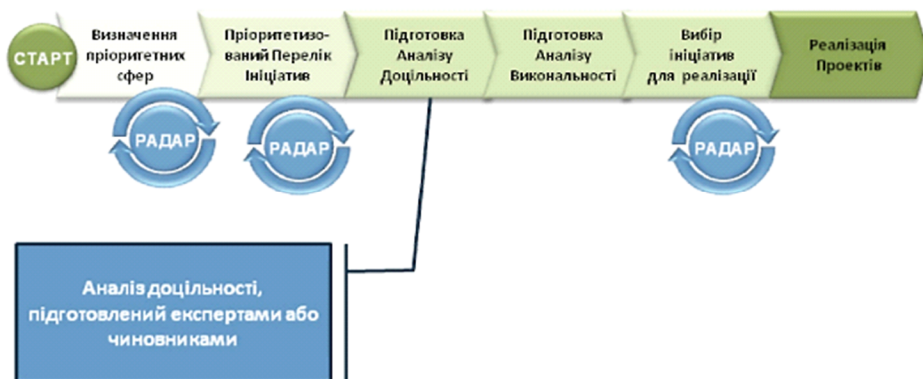 СТАРТ
Визначення
пріоритетних
сфер
Пріоритетизо-
ваний Перелік
Ініціатив
Підготовка
Аналізу
Доцільності
Підготовка
Аналізу
Викональності
Вибір
ініціатив
для реалізації
Реалізація
Проектів
РАДАР
РАДАР
РАДАР
Аналіз доцільності,
підготовлений експертами або
чиновниками